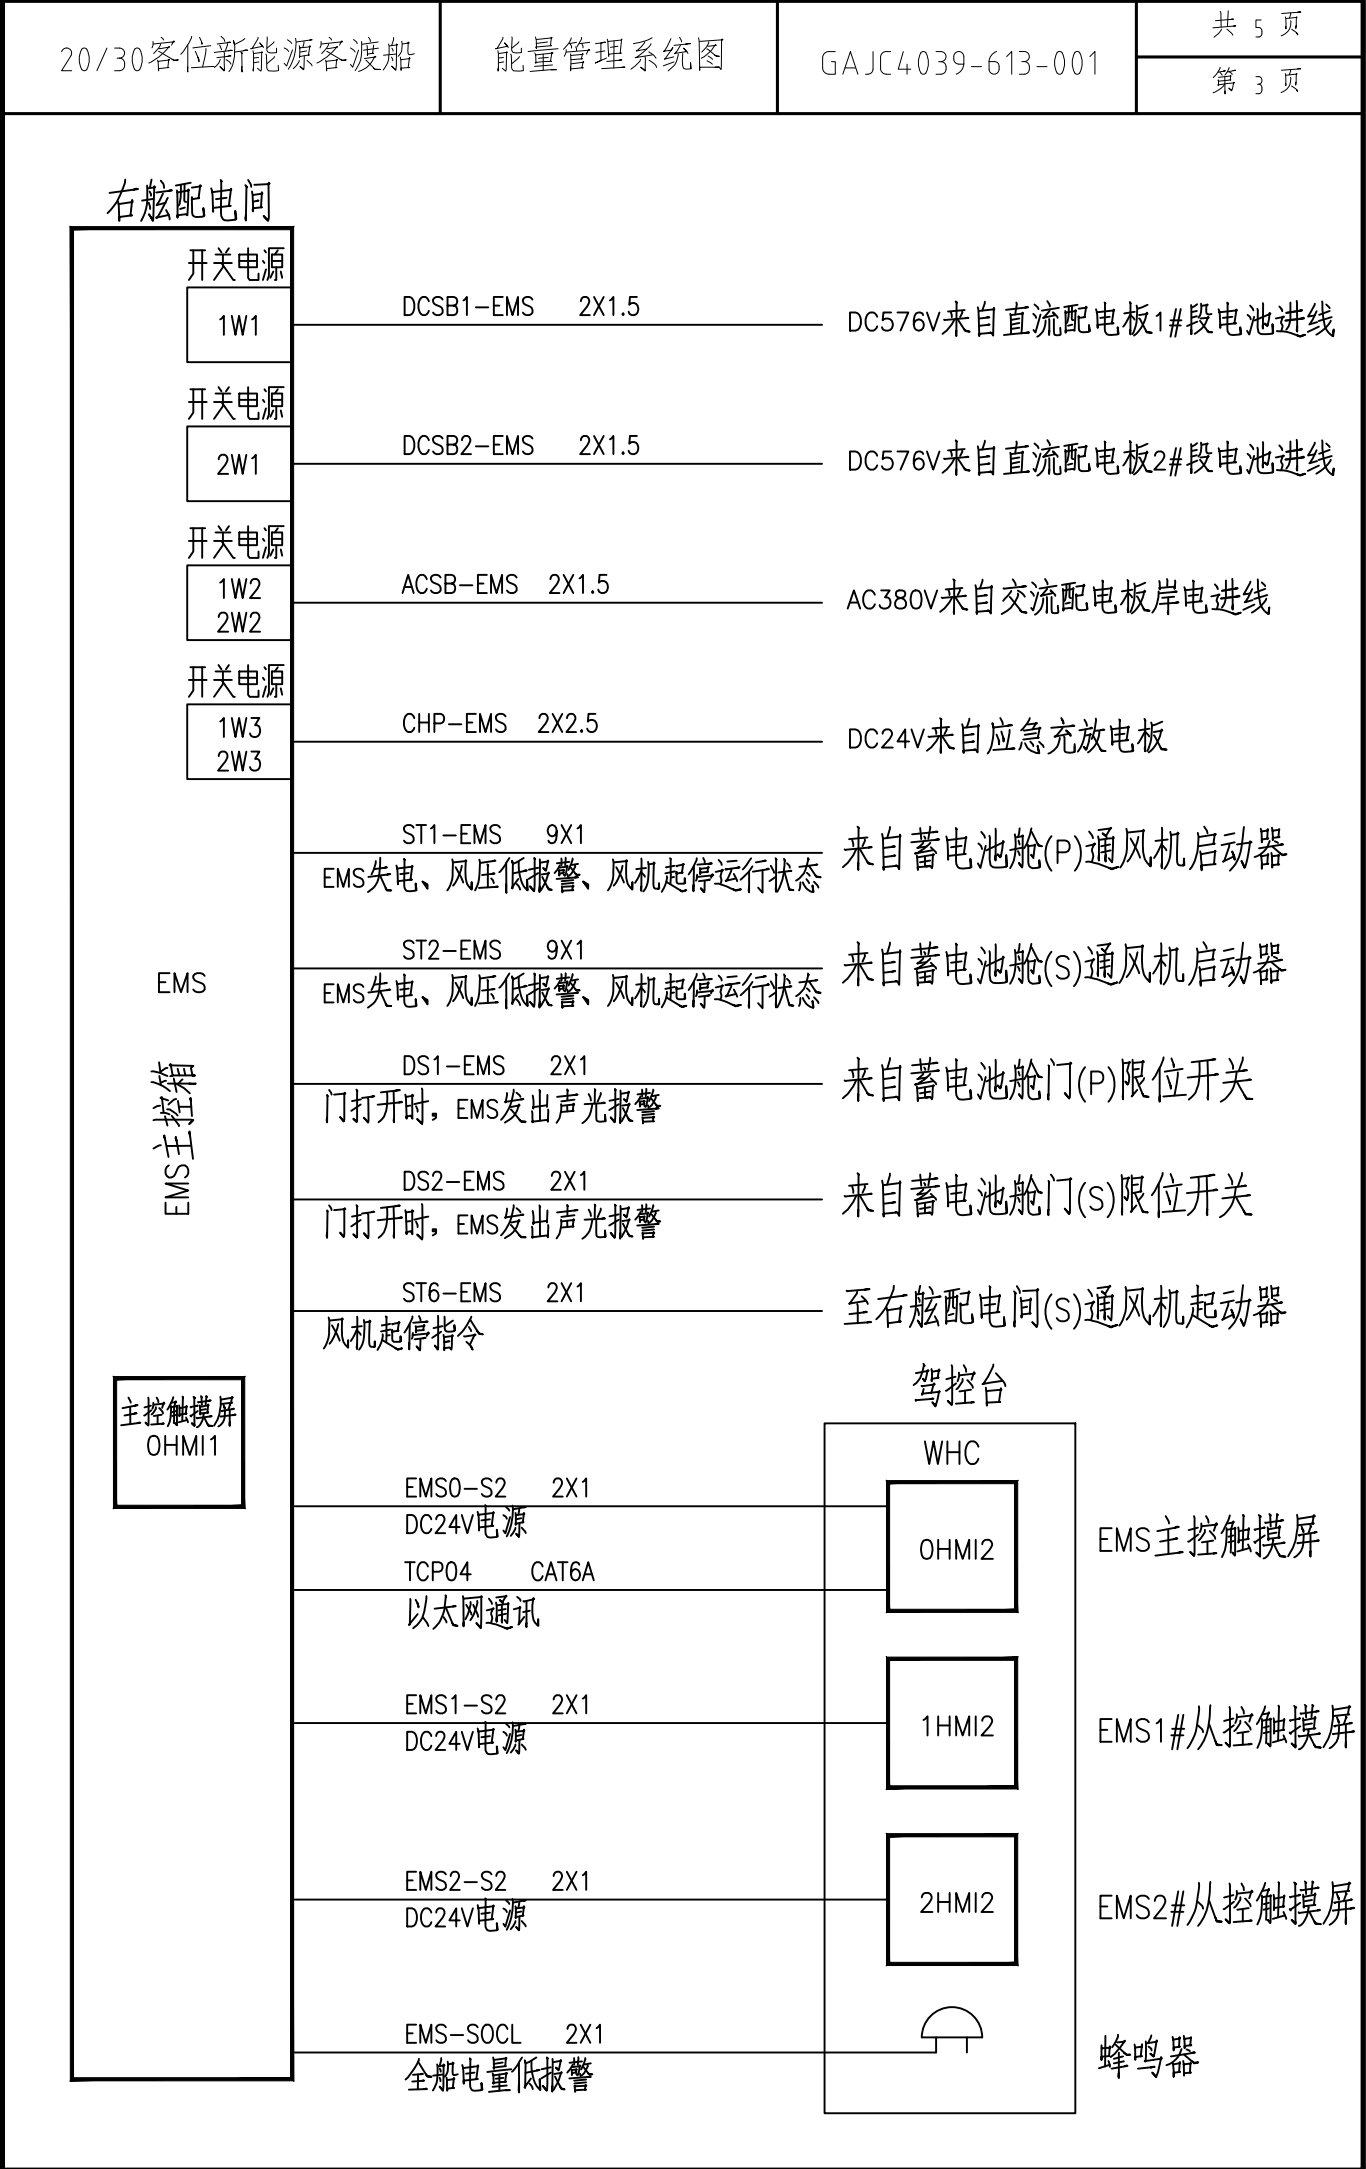 20/30客位新能源客渡船
能量管理系统图
GAJC4039-613-001
共 5 页
第 3 页
右舷配电间
开关电源
1W1
DCSB1-EMS 2X1.5
DC576V来自直流配电板1#段电池进线
开关电源
2W1
DCSB2-EMS 2X1.5
DC576V来自直流配电板2#段电池进线
开关电源
1W2
2W2
ACSB-EMS 2X1.5
AC380V来自交流配电板岸电进线
开关电源
1W3
2W3
CHP-EMS 2X2.5
DC24V来自应急充放电板
ST1-EMS 9X1
EMS失电、风压低报警、风机起停运行状态
来自蓄电池舱(P)通风机启动器
ST2-EMS 9X1
EMS失电、风压低报警、风机起停运行状态
来自蓄电池舱(S)通风机启动器
EMS
EMS主控箱
DS1-EMS 2X1
门打开时，EMS发出声光报警
来自蓄电池舱门(P)限位开关
DS2-EMS 2X1
门打开时，EMS发出声光报警
来自蓄电池舱门(S)限位开关
ST6-EMS 2X1
风机起停指令
至右舷配电间(S)通风机起动器
主控触摸屏
0HMI1
驾控台
WHC
EMS0-S2 2X1
DC24V电源
0HMI2
EMS主控触摸屏
TCP04 CAT6A
以太网通讯
EMS1-S2 2X1
DC24V电源
1HMI2
EMS1#从控触摸屏
EMS2-S2 2X1
DC24V电源
2HMI2
EMS2#从控触摸屏
EMS-SOCL 2X1
全船电量低报警
蜂鸣器